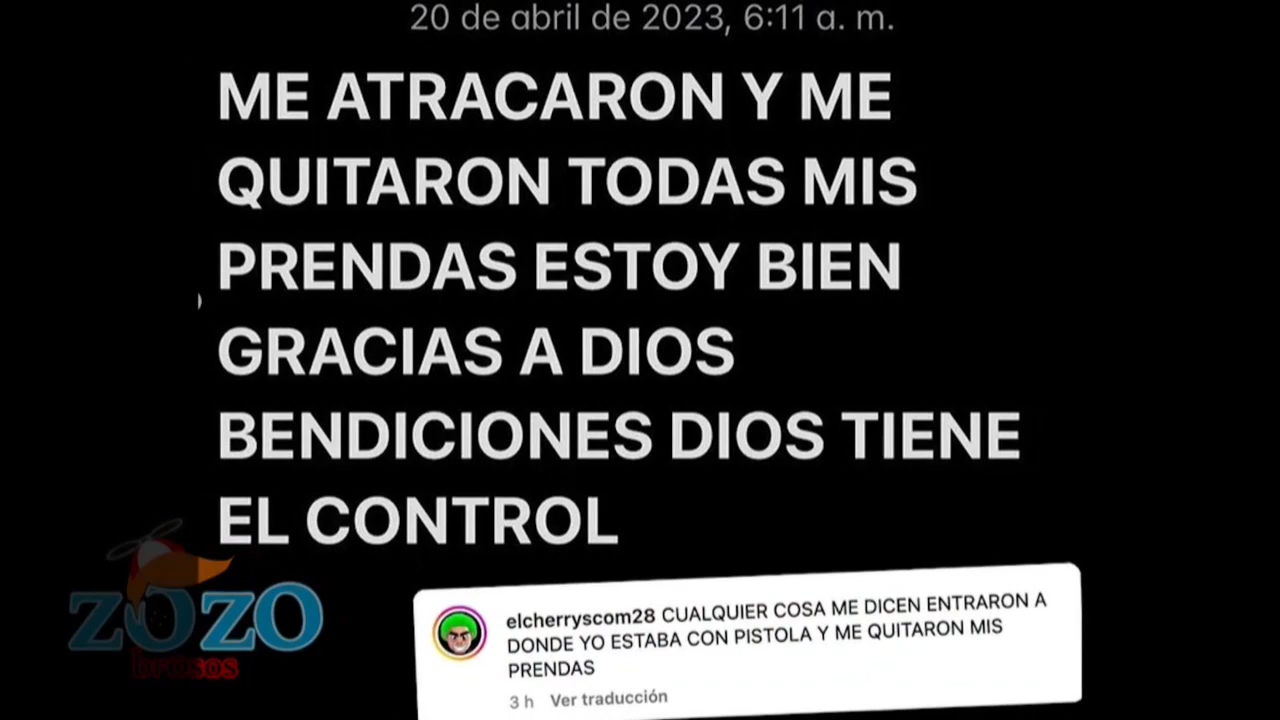 20 de abril de 2023, 6:11 a. m.
ME ATRACARON Y ME
QUITARON TODAS MIS
PRENDAS ESTOY BIEN
GRACIAS A DIOS
BENDICIONES DIOS TIENE
EL CONTROL
ZOZO
brosos
elcherryscom28 CUALQUIER COSA ME DICEN ENTRARON A
DONDE YO ESTABA CON PISTOLA Y ME QUITARON MIS
PRENDAS
3 h Ver traducción